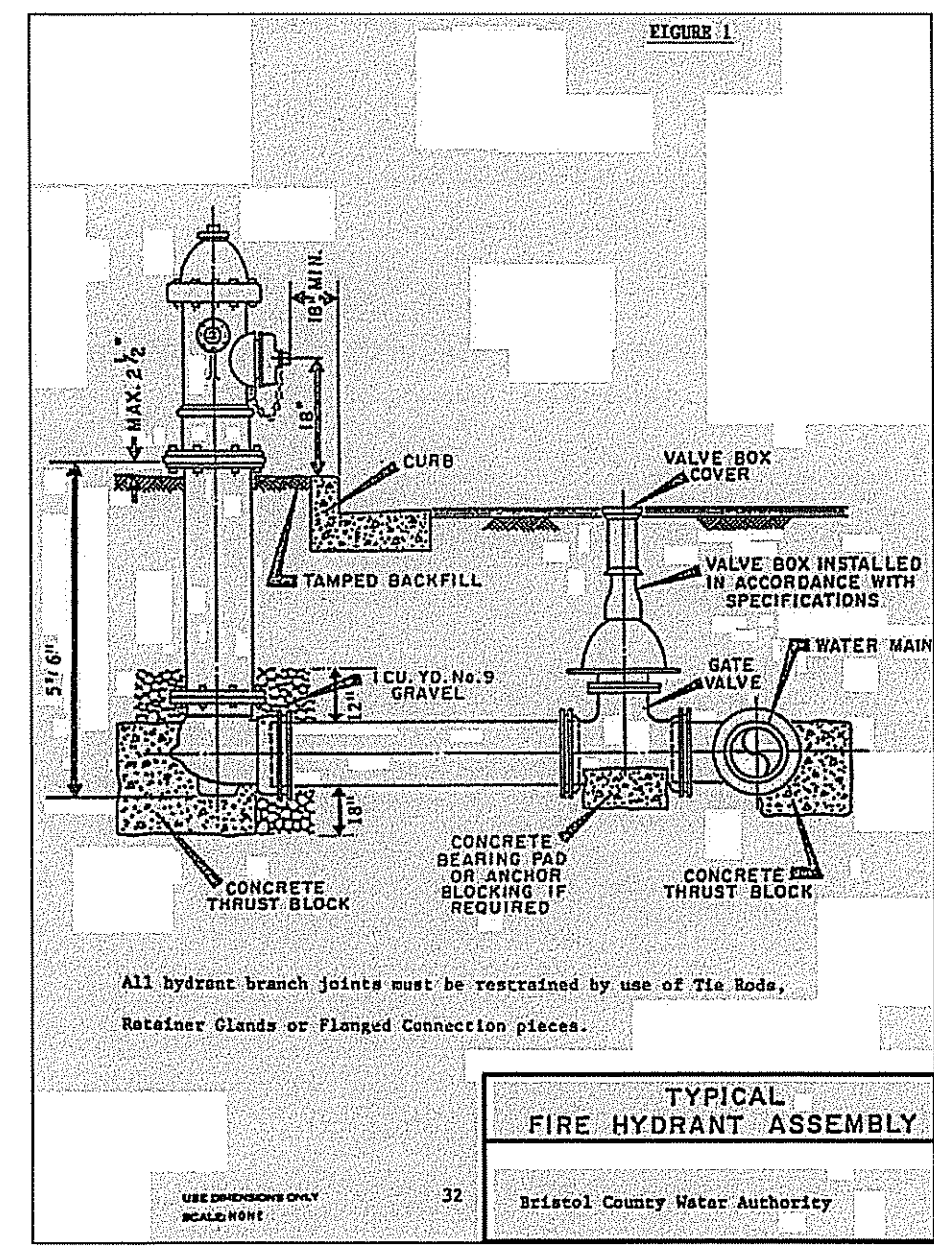 FIGURE 1
18" MIN.
MAX. 2 1/2"
18"
CURB
VALVE BOX
COVER
TAMPED BACKFILL
VALVE BOX INSTALLED
IN ACCORDANCE WITH
SPECIFICATIONS
WATER MAIN
5'6"
1 CU. YD. No. 9
GRAVEL
12"
GATE
VALVE
18"
CONCRETE
THRUST BLOCK
CONCRETE
BEARING PAD
OR ANCHOR
BLOCKING IF
REQUIRED
CONCRETE
THRUST BLOCK
All hydrant branch joints must be restrained by use of Tie Rods,
Retainer Glands or Flanged Connection pieces.
TYPICAL
FIRE HYDRANT ASSEMBLY
USE DIMENSIONS ONLY
SCALE: NONE
32
Bristol County Water Authority